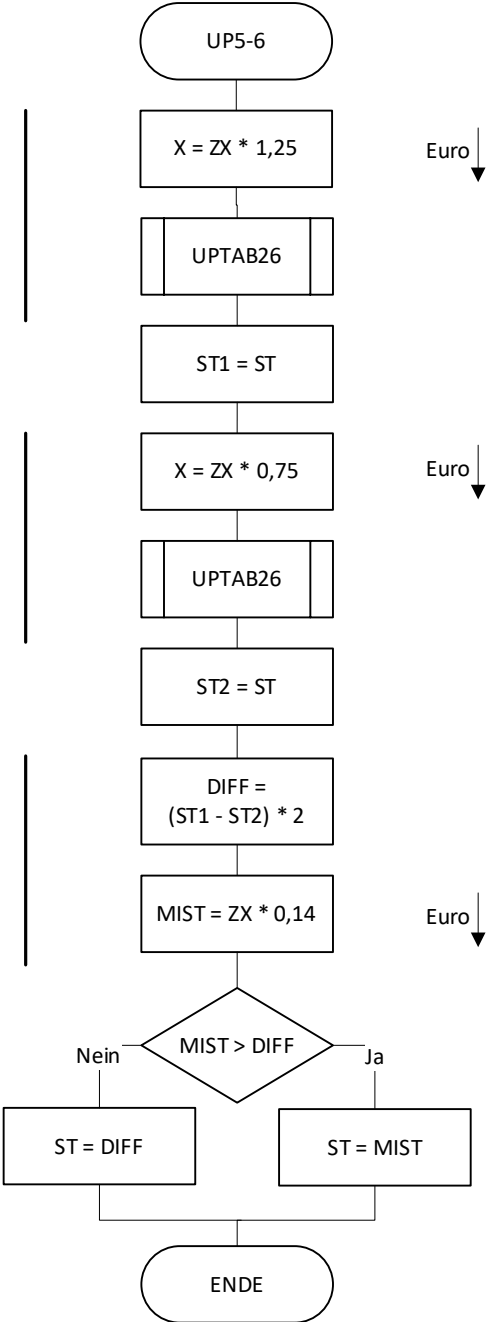 UP5-6
X = ZX * 1,25
Euro
UPTAB26
ST1 = ST
X = ZX * 0,75
Euro
UPTAB26
ST2 = ST
DIFF =
(ST1 - ST2) * 2
MIST = ZX * 0,14
Euro
MIST > DIFF
Nein
Ja
ST = DIFF
ST = MIST
ENDE